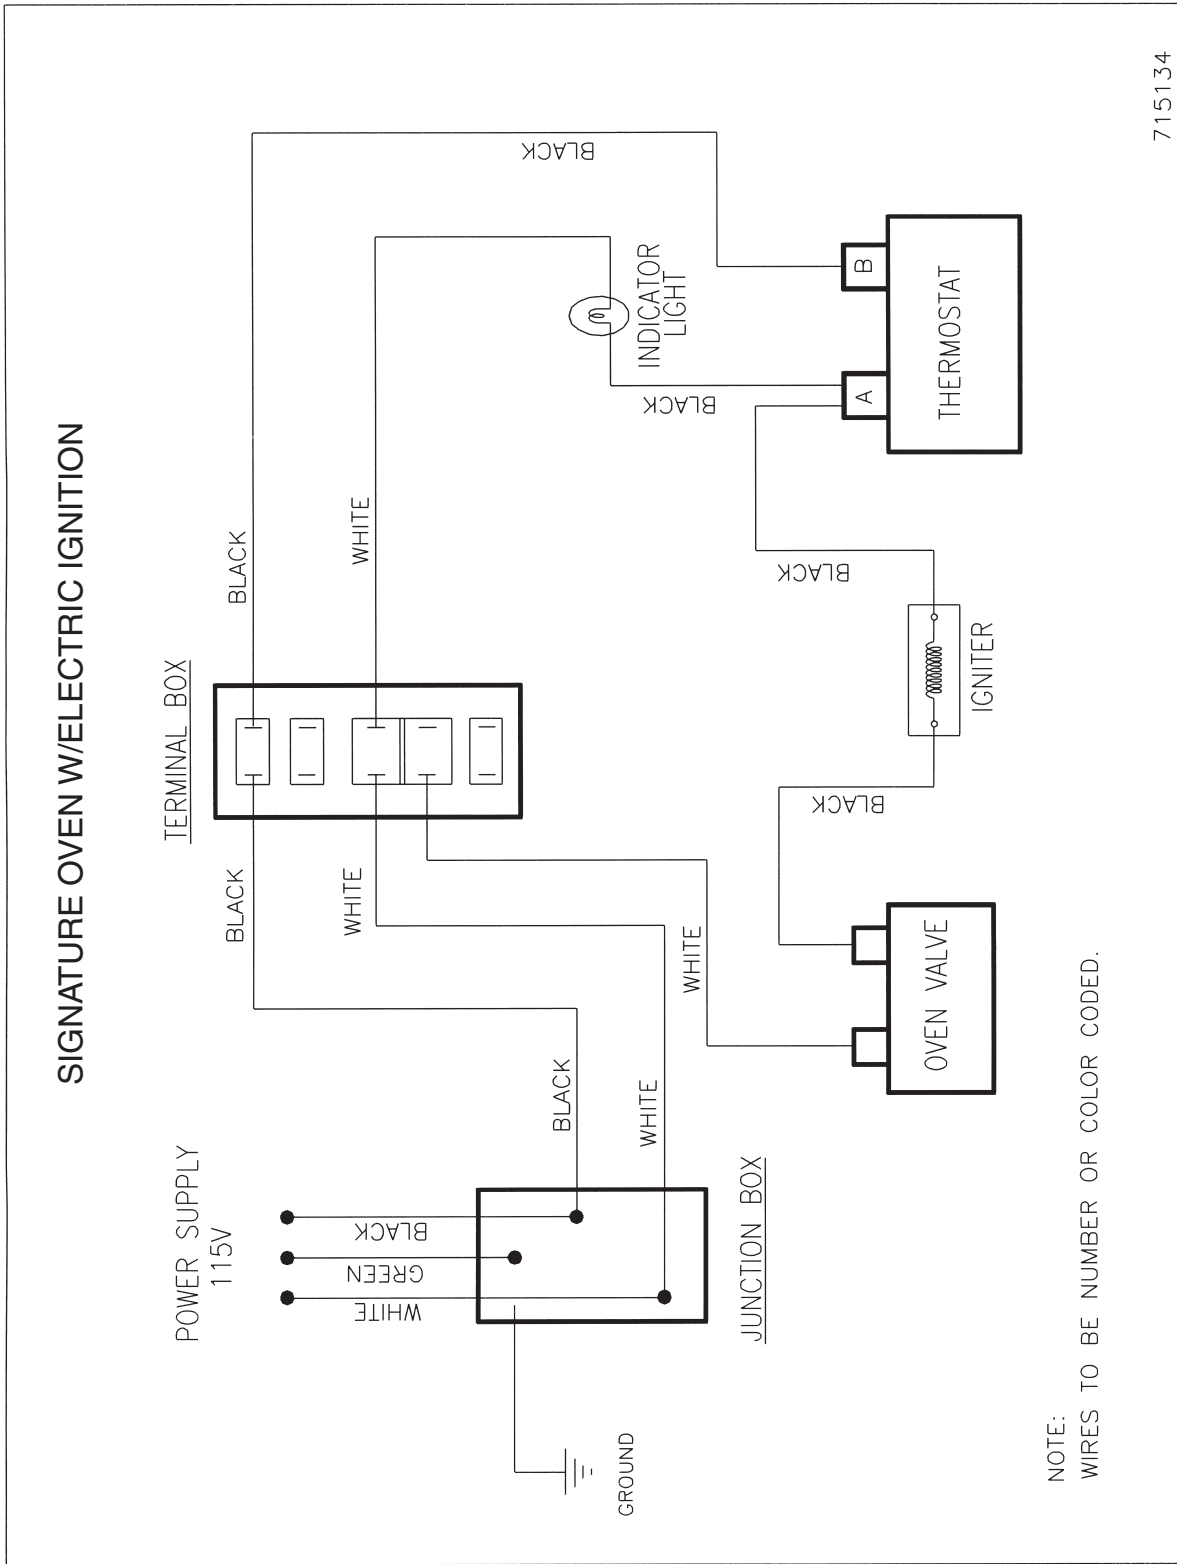 SIGNATURE OVEN W/ELECTRIC IGNITION
POWER SUPPLY
115V
WHITE
GREEN
BLACK
JUNCTION BOX
GROUND
BLACK
WHITE
BLACK
WHITE
WHITE
TERMINAL BOX
BLACK
WHITE
BLACK
INDICATOR
LIGHT
BLACK
A
B
THERMOSTAT
BLACK
IGNITER
BLACK
OVEN VALVE
NOTE:
WIRES TO BE NUMBER OR COLOR CODED.
715134